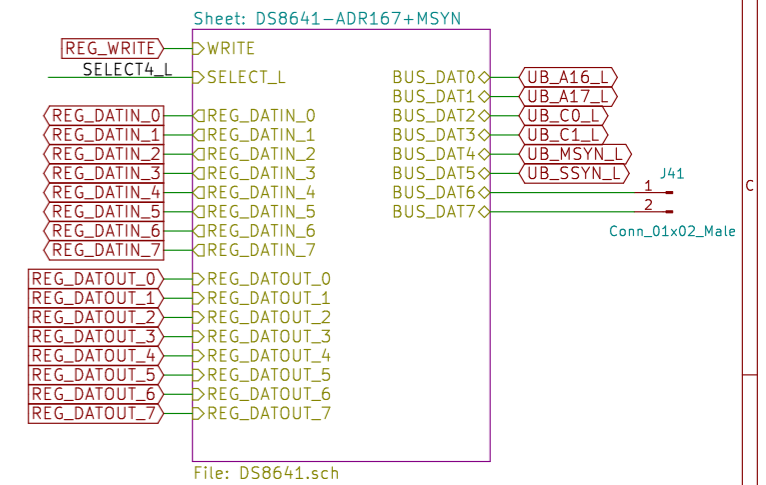 Sheet: DS8641-ADR167+MSYN
REG_WRITE WRITE
SELECT4_L SELECT_L BUS_DAT0 UB_A16_L
BUS_DAT1 UB_A17_L
REG_DATIN_0 REG_DATIN_0 BUS_DAT2 UB_C0_L
REG_DATIN_1 REG_DATIN_1 BUS_DAT3 UB_C1_L
REG_DATIN_2 REG_DATIN_2 BUS_DAT4 UB_MSYN_L
REG_DATIN_3 REG_DATIN_3 BUS_DAT5 UB_SSYN_L J41
REG_DATIN_4 REG_DATIN_4 BUS_DAT6 1 C
REG_DATIN_5 REG_DATIN_5 BUS_DAT7 2
REG_DATIN_6 REG_DATIN_6 Conn_01x02_Male
REG_DATIN_7 REG_DATIN_7
REG_DATOUT_0 REG_DATOUT_0
REG_DATOUT_1 REG_DATOUT_1
REG_DATOUT_2 REG_DATOUT_2
REG_DATOUT_3 REG_DATOUT_3
REG_DATOUT_4 REG_DATOUT_4
REG_DATOUT_5 REG_DATOUT_5
REG_DATOUT_6 REG_DATOUT_6
REG_DATOUT_7 REG_DATOUT_7
File: DS8641.sch